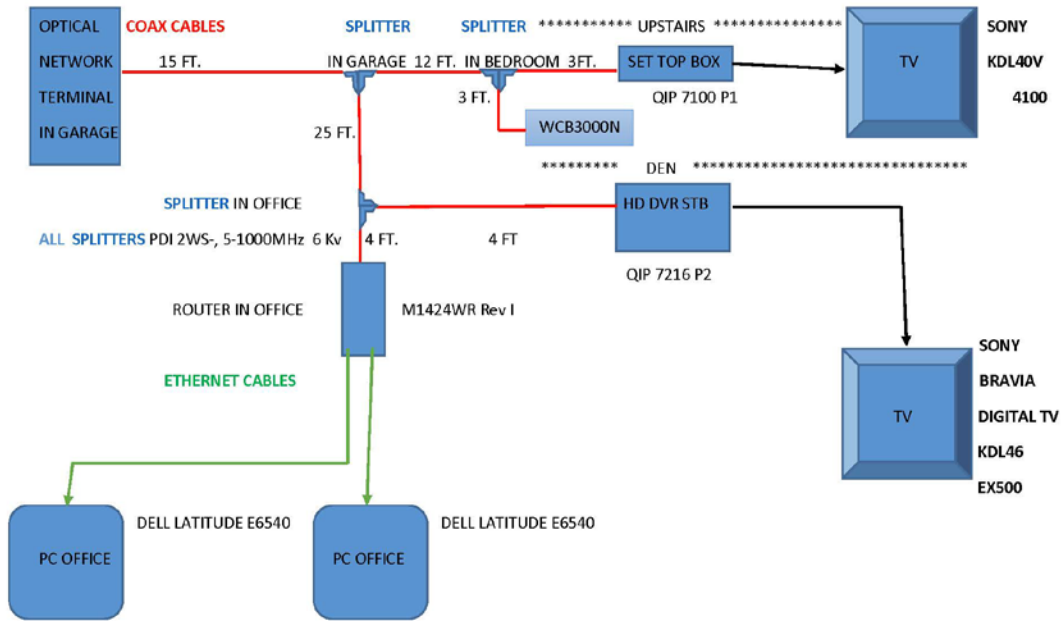 OPTICAL
NETWORK
TERMINAL
IN GARAGE
COAX CABLES
15 FT.
SPLITTER
IN GARAGE
12 FT.
SPLITTER
IN BEDROOM
3FT.
3 FT.
********** UPSTAIRS **************
SET TOP BOX
QIP 7100 P1
WCB3000N
TV
SONY
KDL40V
4100
25 FT.
********* DEN *****************************
SPLITTER IN OFFICE
ALL SPLITTERS PDI 2WS-, 5-1000MHz 6 Kv
4 FT.
4 FT
HD DVR STB
QIP 7216 P2
ROUTER IN OFFICE
M1424WR Rev I
ETHERNET CABLES
TV
SONY
BRAVIA
DIGITAL TV
KDL46
EX500
PC OFFICE
DELL LATITUDE E6540
PC OFFICE
DELL LATITUDE E6540